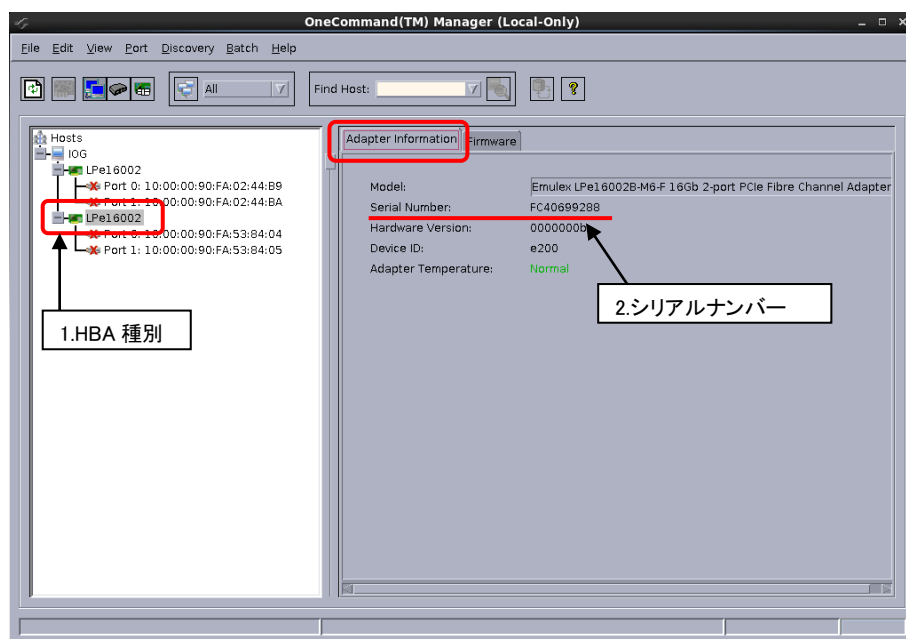 OneCommand(TM) Manager (Local-Only)
File Edit View Port Discovery Batch Help
All
Find Host:
Hosts
IOG
LPe16002
Port 0: 10:00:00:90:FA:02:44:B9
Port 1: 10:00:00:90:FA:02:44:BA
LPe16002
Port 0: 10:00:00:90:FA:53:84:04
Port 1: 10:00:00:90:FA:53:84:05
1.HBA 種別
Adapter Information
Firmware
Model: Emulex LPe16002B-M6-F 16Gb 2-port PCIe Fibre Channel Adapter
Serial Number: FC40699288
Hardware Version: 0000000b
Device ID: e200
Adapter Temperature: Normal
2.シリアルナンバー